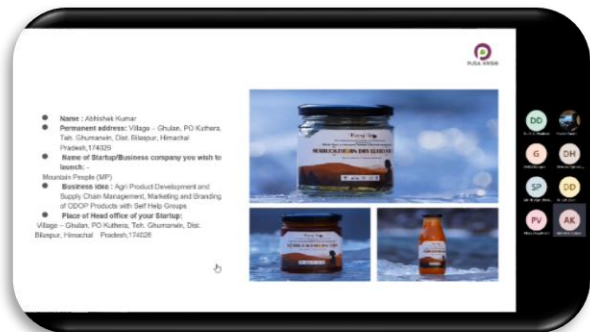 PUSA KRISHI
Name : Abhishek Kumar
Permanent address: Village – Ghulan, PO Kuthera,
Teh. Ghumarwin, Dist. Bilaspur, Himachal
Pradesh,174026
Name of Startup/Business company you wish to
launch: -
Mountain People (MP)
Business idea : Agri Product Development and
Supply Chain Management, Marketing and Branding
of ODOP Products with Self Help Groups
Place of Head office of your Startup:
Village – Ghulan, PO Kuthera, Teh. Ghumarwin, Dist.
Bilaspur, Himachal Pradesh,174026
DD
G
DH
SP
DD
PV
AK